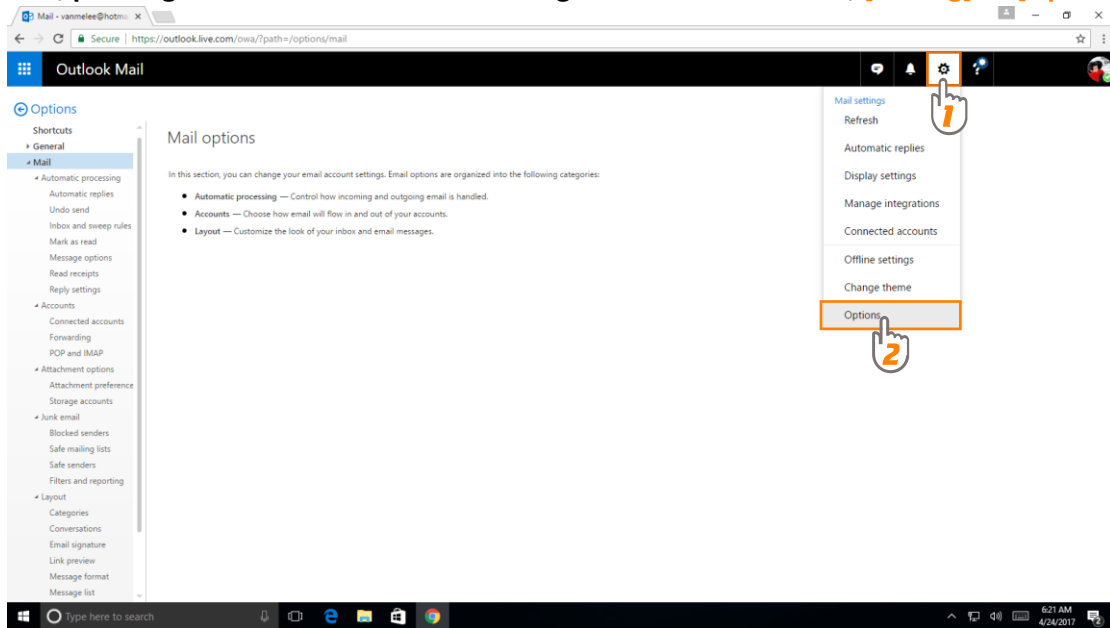 Mail - vanmelee@hotma
Secure https://outlook.live.com/owa/?path=/options/mail
Outlook Mail
Options
Shortcuts
General
Mail
Automatic processing
Automatic replies
Undo send
Inbox and sweep rules
Mark as read
Message options
Read receipts
Reply settings
Accounts
Connected accounts
Forwarding
POP and IMAP
Attachment options
Attachment preference
Storage accounts
Junk email
Blocked senders
Safe mailing lists
Safe senders
Filters and reporting
Layout
Categories
Conversations
Email signature
Link preview
Message format
Message list
Mail options
In this section, you can change your email account settings. Email options are organized into the following categories:
Automatic processing — Control how incoming and outgoing email is handled.
Accounts — Choose how email will flow in and out of your accounts.
Layout — Customize the look of your inbox and email messages.
1
Mail settings
Refresh
Automatic replies
Display settings
Manage integrations
Connected accounts
Offline settings
Change theme
Options
2
Type here to search
6:21 AM
4/24/2017
2